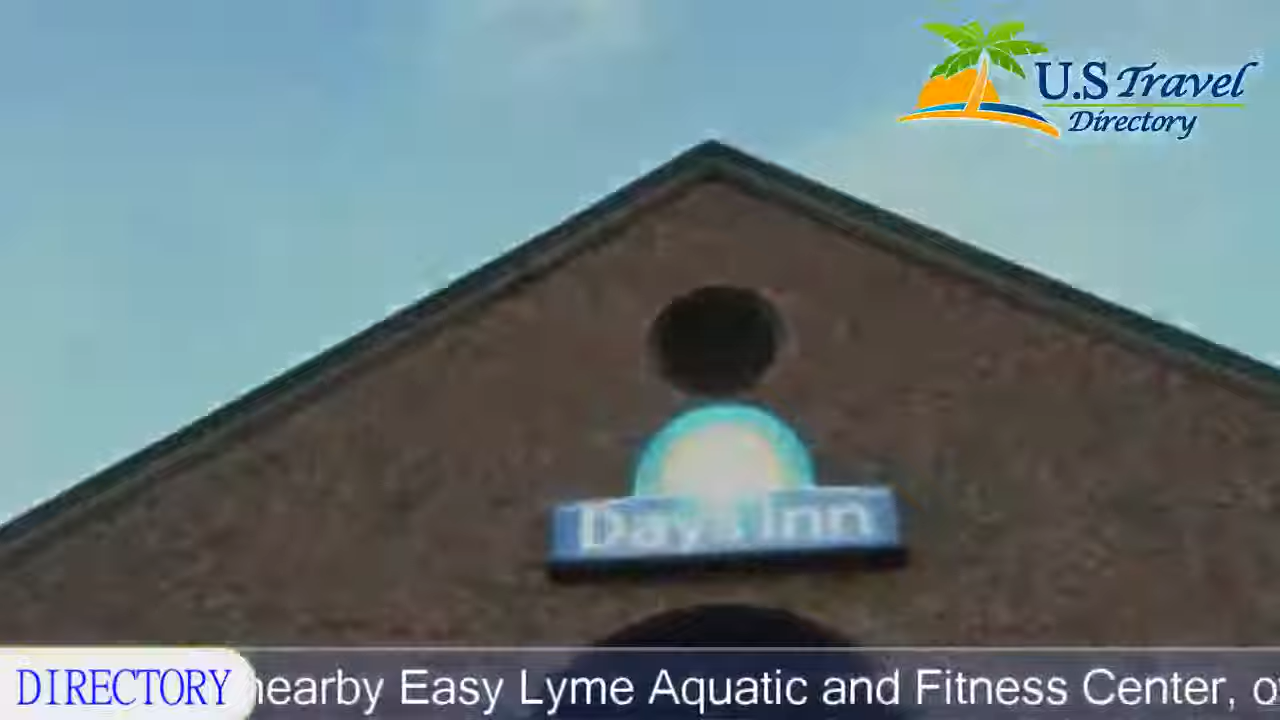 U.S Travel
Directory
Days Inn
DIRECTORY nearby Easy Lyme Aquatic and Fitness Center,